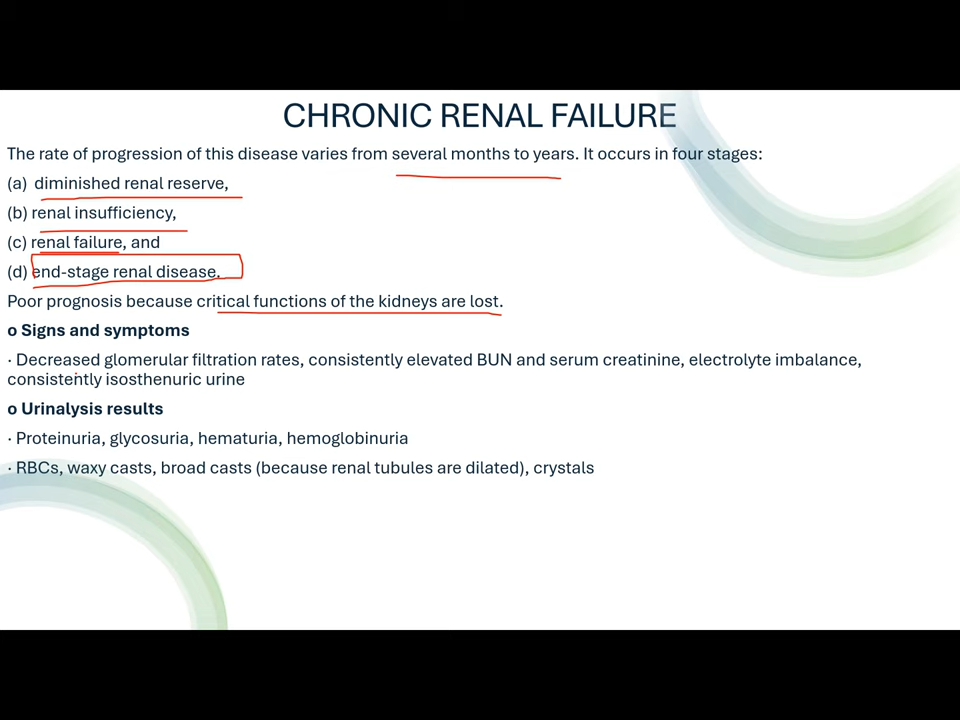 CHRONIC RENAL FAILURE
The rate of progression of this disease varies from several months to years. It occurs in four stages:
(a) diminished renal reserve,
(b) renal insufficiency,
(c) renal failure, and
(d) end-stage renal disease.
Poor prognosis because critical functions of the kidneys are lost.
o Signs and symptoms
· Decreased glomerular filtration rates, consistently elevated BUN and serum creatinine, electrolyte imbalance,
consistently isosthenuric urine
o Urinalysis results
· Proteinuria, glycosuria, hematuria, hemoglobinuria
· RBCs, waxy casts, broad casts (because renal tubules are dilated), crystals